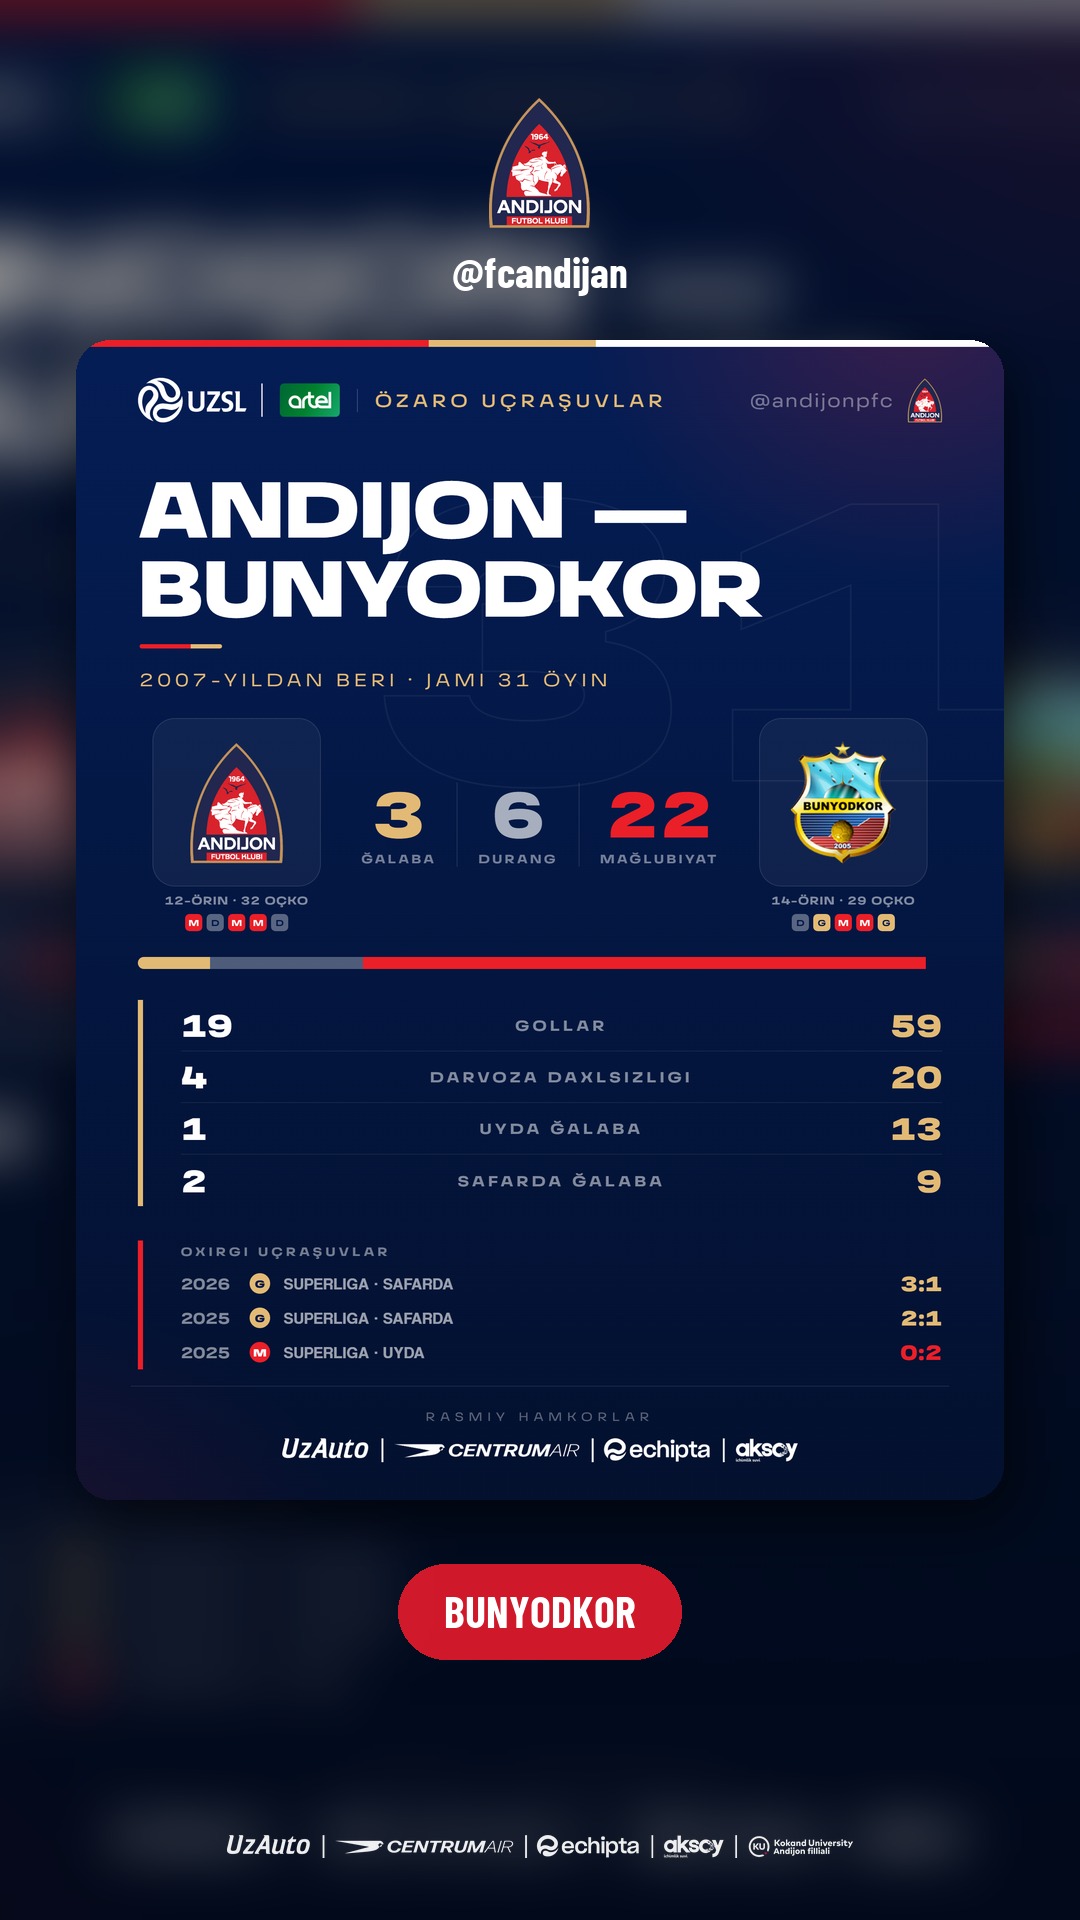 1964
ANDIJON
FUTBOL KLUBI
@fcandijan
UZSL | artel | ÖZARO UÇRAŞUVLAR
@andijonpfc
ANDIJON
ANDIJON —
BUNYODKOR
2007-YILDAN BERI · JAMI 31 ÖYIN
31
1964
ANDIJON
FUTBOL KLUBI
3 6 22
ĞALABA DURANG MAĞLUBIYAT
BUNYODKOR
2005
12-ÖRIN · 32 OÇKO
M D M M D
14-ÖRIN · 29 OÇKO
D G M M G
19 GOLLAR 59
4 DARVOZA DAXLSIZLIGI 20
1 UYDA ĞALABA 13
2 SAFARDA ĞALABA 9
OXIRGI UÇRAŞUVLAR
2026 G SUPERLIGA · SAFARDA 3:1
2025 G SUPERLIGA · SAFARDA 2:1
2025 M SUPERLIGA · UYDA 0:2
RASMIY HAMKORLAR
UzAuto | CENTRUMAIR | echipta | aksay
BUNYODKOR
UzAuto | CENTRUMAIR | echipta | aksay | KU Kokand University
Andijon filliali